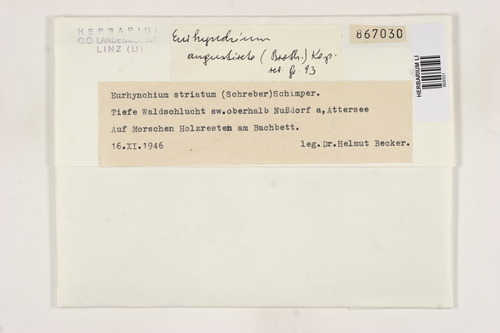 HERBARIUM
O.Ö. LANDESMUSEUM
LINZ (U)
Eurhynchium
angustirete (Broth.) Kop.
867030
HERBARIUM LI
Eurhynchium striatum (Schreber)Schimper.
Tiefe Waldschlucht sw.oberhalb Nußdorf a,Attersee
Auf Morschen Holzresten am Bachbett.
16.XI.1946
leg.Dr.Helmut Becker.